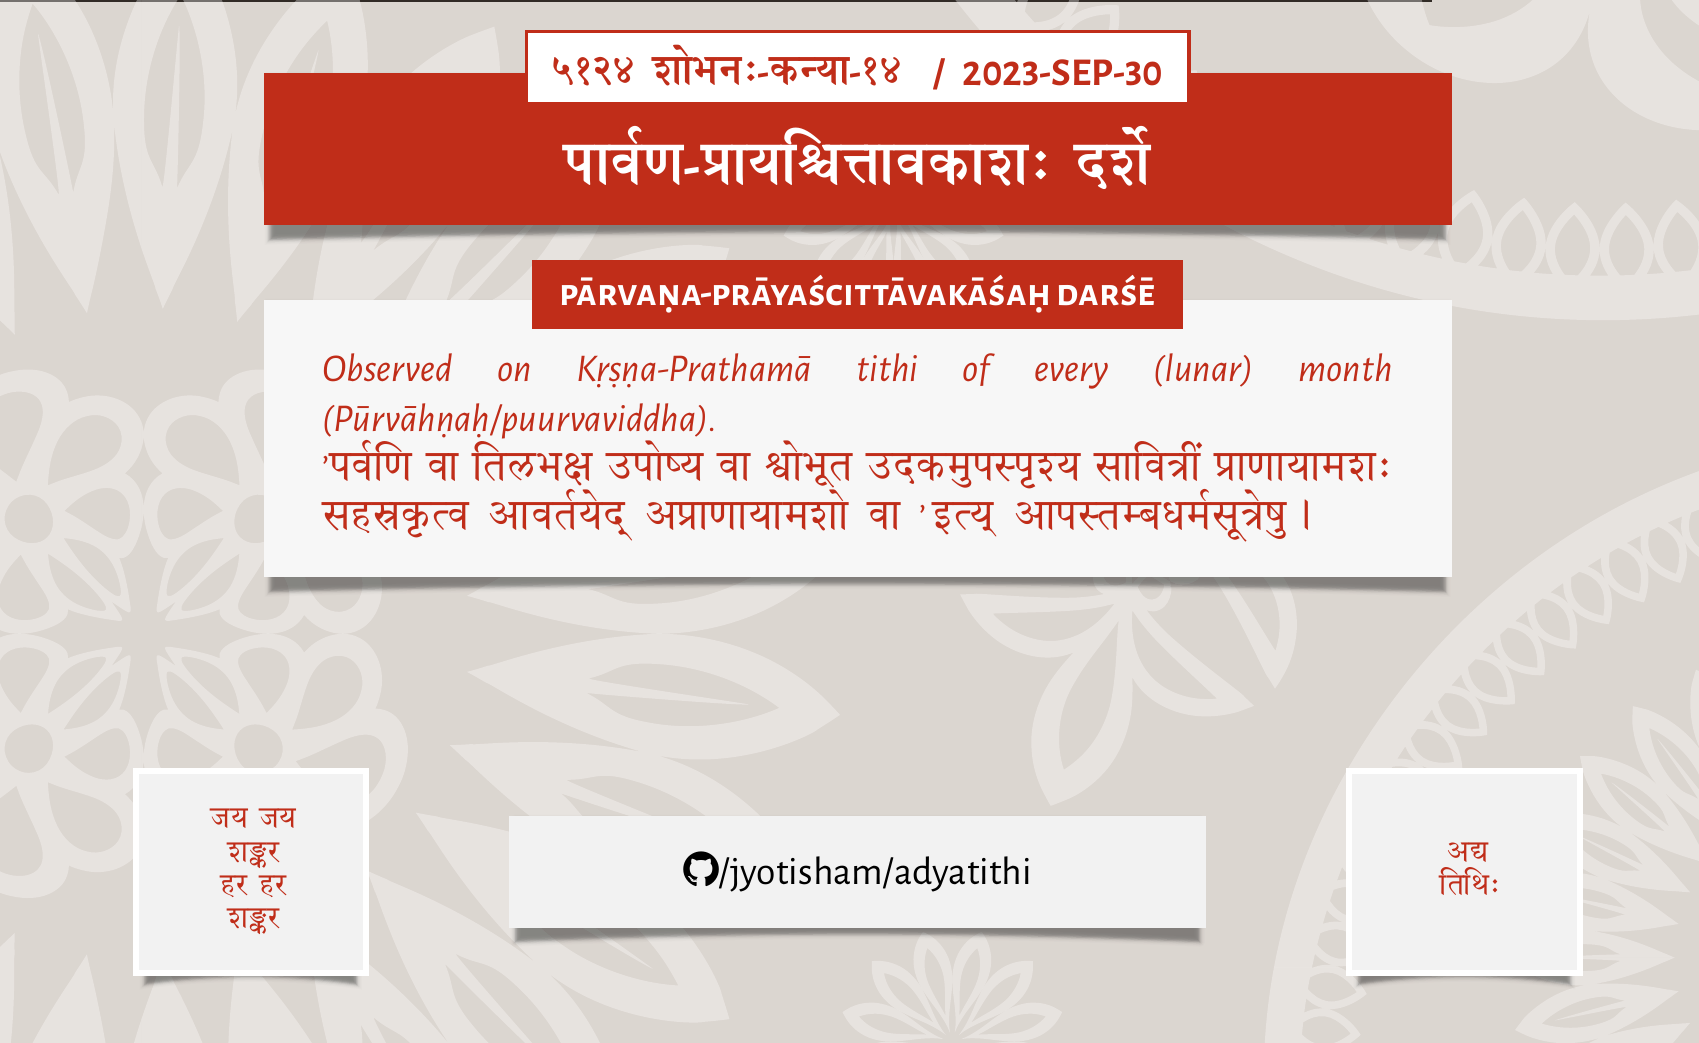 ५१२४ शोभनः-कन्या-१४ / 2023-SEP-30
पार्वण-प्रायश्चित्तावकाशः दर्शे
PĀRVAṆA-PRĀYAŚCITTĀVAKĀŚAḤ DARŚĒ
Observed on Kṛṣṇa-Prathamā tithi of every (lunar) month
(Pūrvāhṇaḥ/puurvaviddha).
’पर्वणि वा तिलभक्ष उपोष्य वा श्वोभूत उदकमुपस्पृश्य सावित्रीं प्राणायामशः
सहस्रकृत्व आवर्तयेद् अप्राणायामशो वा ’इत्य् आपस्तम्बधर्मसूत्रेषु।
जय जय
शङ्कर
हर हर
शङ्कर
/jyotisham/adyatithi
अद्य
तिथिः